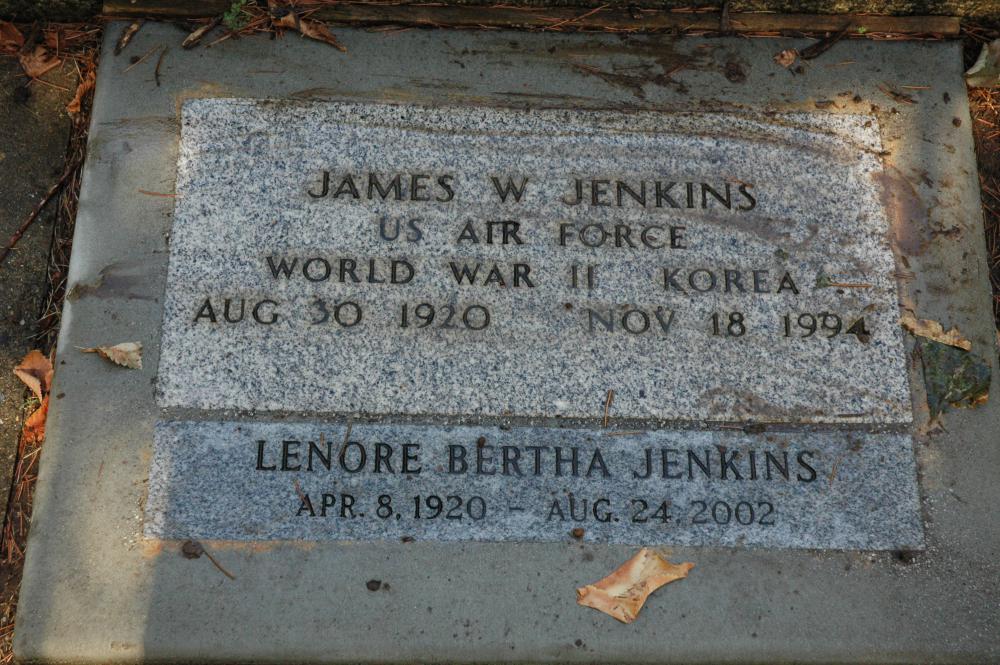 JAMES W JENKINS
US AIR FORCE
WORLD WAR II KOREA
AUG 30 1920 NOV 18 1994
LENORE BERTHA JENKINS
APR. 8, 1920 - AUG. 24, 2002